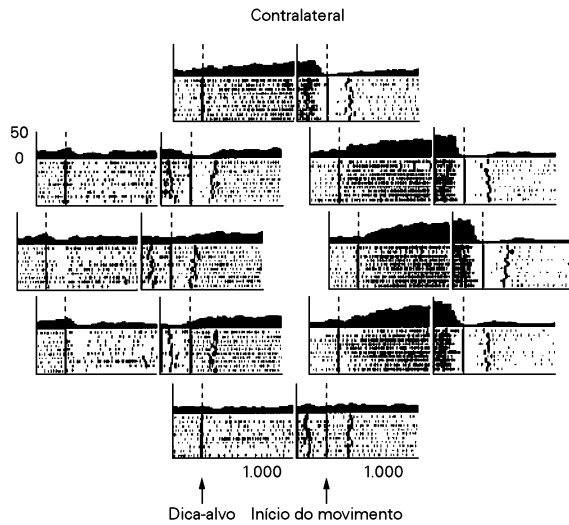 Contralateral
50
0
1.000 1.000
Dica-alvo Início do movimento